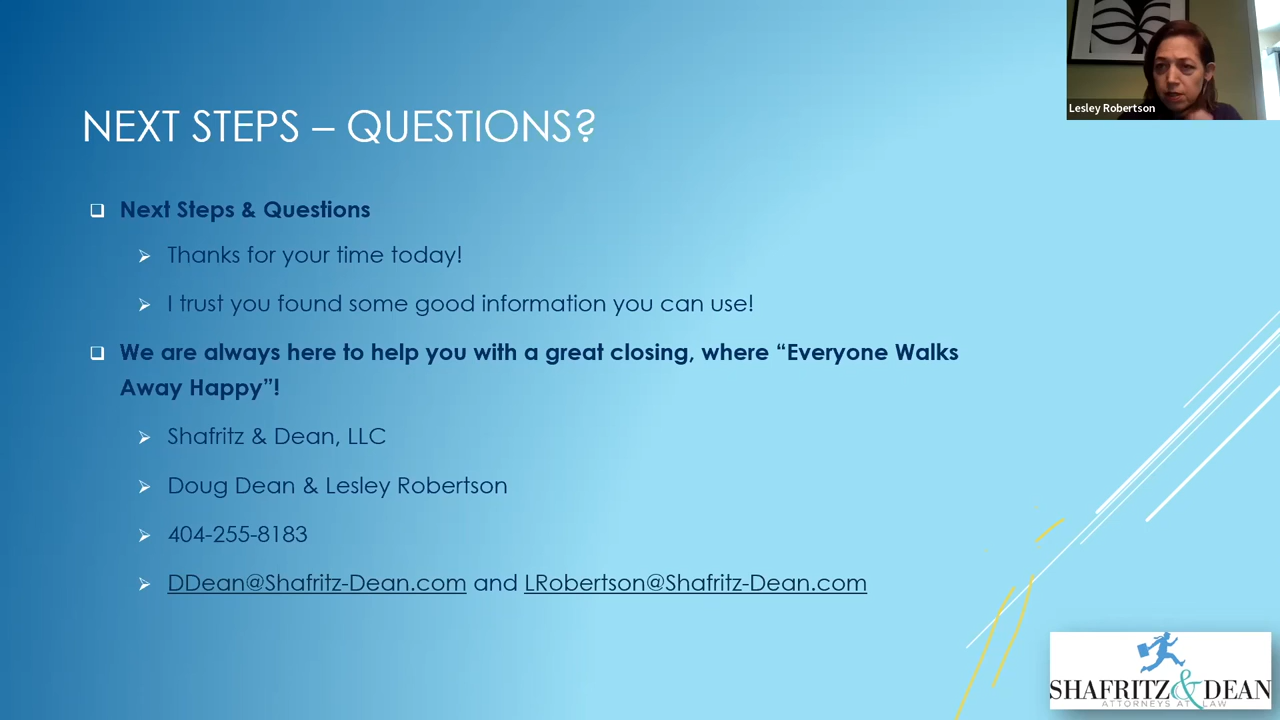 Lesley Robertson
NEXT STEPS – QUESTIONS?
Next Steps & Questions
Thanks for your time today!
I trust you found some good information you can use!
We are always here to help you with a great closing, where “Everyone Walks
Away Happy”!
Shafritz & Dean, LLC
Doug Dean & Lesley Robertson
404-255-8183
DDean@Shafritz-Dean.com and LRobertson@Shafritz-Dean.com
SHAFRITZ & DEAN
ATTORNEYS AT LAW